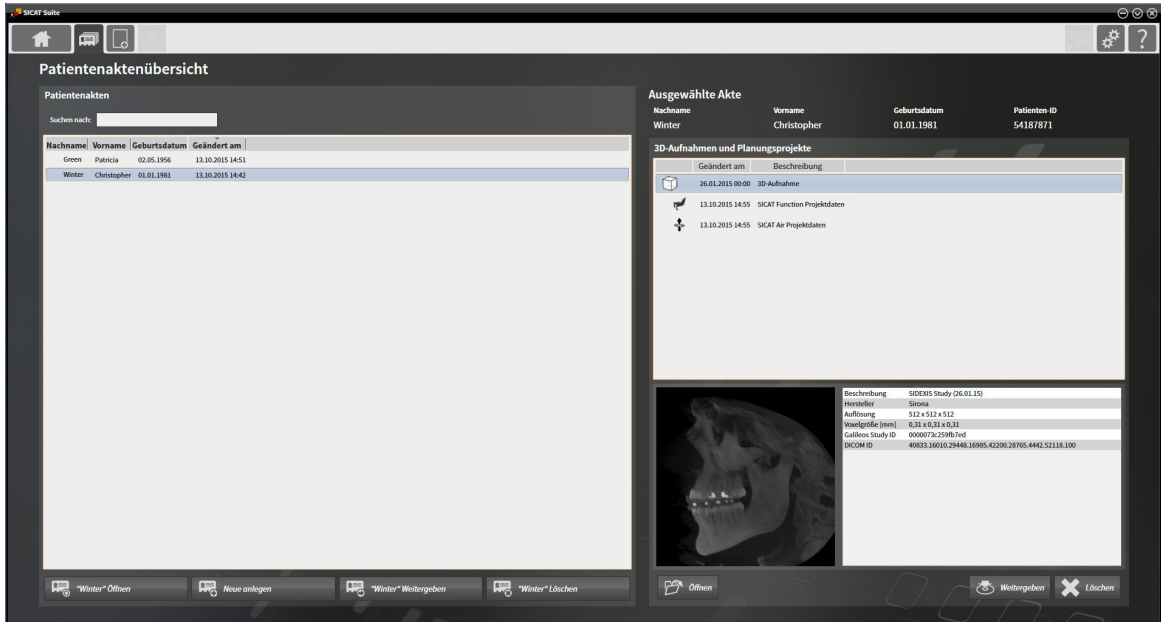 SICAT Suite
Patientenaktenübersicht
Patientenakten
Suchen nach:
Nachname Vorname Geburtsdatum Geändert am
Green Patricia 02.05.1956 13.10.2015 14:51
Winter Christopher 01.01.1981 13.10.2015 14:42
"Winter" Öffnen
Neue anlegen
"Winter" Weitergeben
"Winter" Löschen
Ausgewählte Akte
Nachname Vorname Geburtsdatum Patienten-ID
Winter Christopher 01.01.1981 54187871
3D-Aufnahmen und Planungsprojekte
Geändert am Beschreibung
26.01.2015 00:00 3D-Aufnahme
13.10.2015 14:55 SICAT Function Projektdaten
13.10.2015 14:55 SICAT Air Projektdaten
Beschreibung SIDEXIS Study (26.01.15)
Hersteller Sirona
Auflösung 512 x 512 x 512
Voxelgröße (mm) 0,31 x 0,31 x 0,31
Galileos Study ID 0000073c259fb7ed
DICOM ID 40833.16010.29448.16985.42200.28765.4442.52118.100
Öffnen
Weitergeben
Löschen